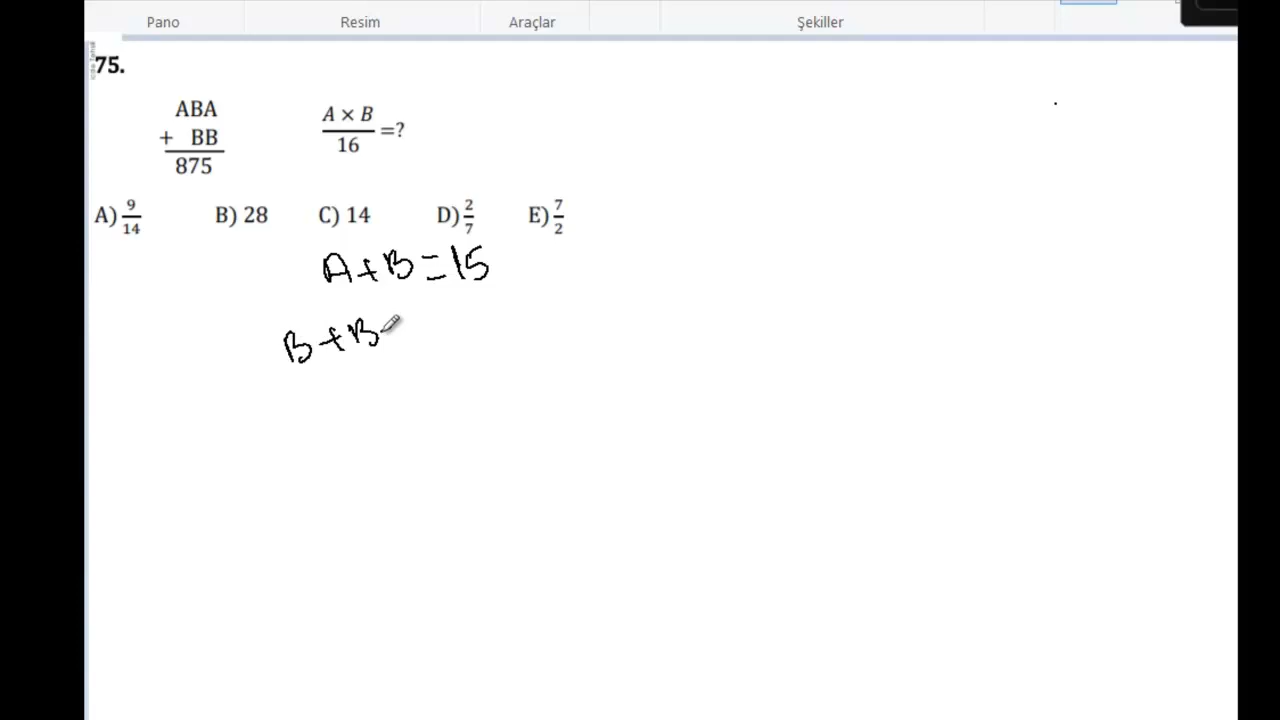 Pano Resim Araçlar Şekiller
75.
ABA
+ BB
875
A × B
16
=?
A) 9/14 B) 28 C) 14 D) 2/7 E) 7/2
A+B=15
B+B